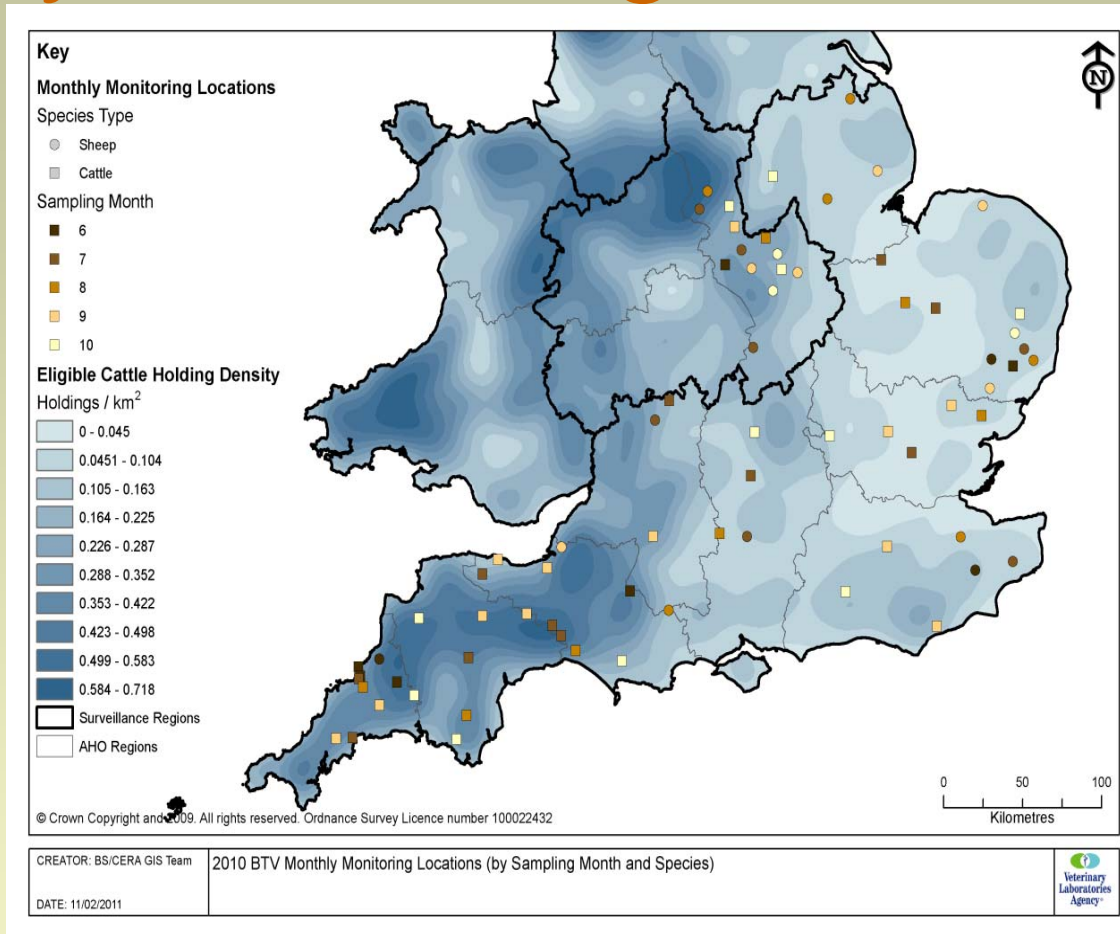 Key
Monthly Monitoring Locations
Species Type
Sheep
Cattle
Sampling Month
6
7
8
9
10
Eligible Cattle Holding Density
Holdings / km²
0 - 0.045
0.0451 - 0.104
0.105 - 0.163
0.164 - 0.225
0.226 - 0.287
0.288 - 0.352
0.353 - 0.422
0.423 - 0.498
0.499 - 0.583
0.584 - 0.718
Surveillance Regions
AHO Regions
N
0 50 100
Kilometres
© Crown Copyright and 2009. All rights reserved. Ordnance Survey Licence number 100022432
CREATOR: BS/CERA GIS Team
DATE: 11/02/2011
2010 BTV Monthly Monitoring Locations (by Sampling Month and Species)
Veterinary
Laboratories
Agency